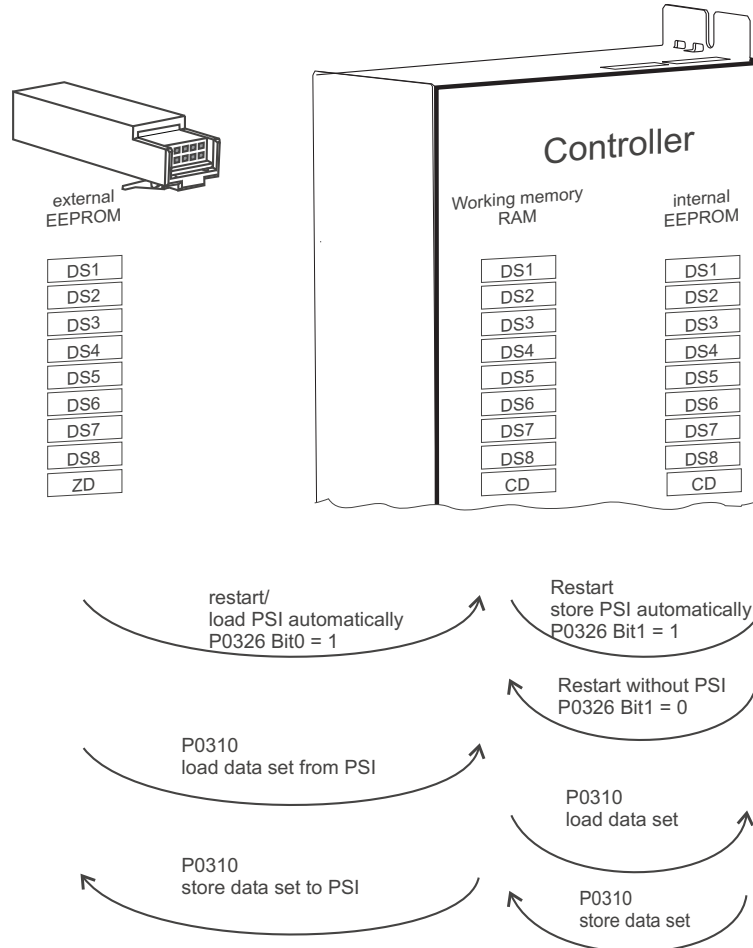 Controller
external
EEPROM
Working memory
RAM
internal
EEPROM
DS1
DS2
DS3
DS4
DS5
DS6
DS7
DS8
ZD
DS1
DS2
DS3
DS4
DS5
DS6
DS7
DS8
CD
DS1
DS2
DS3
DS4
DS5
DS6
DS7
DS8
CD
restart/
load PSI automatically
P0326 Bit0 = 1
Restart
store PSI automatically
P0326 Bit1 = 1
Restart without PSI
P0326 Bit1 = 0
P0310
load data set from PSI
P0310
load data set
P0310
store data set to PSI
P0310
store data set